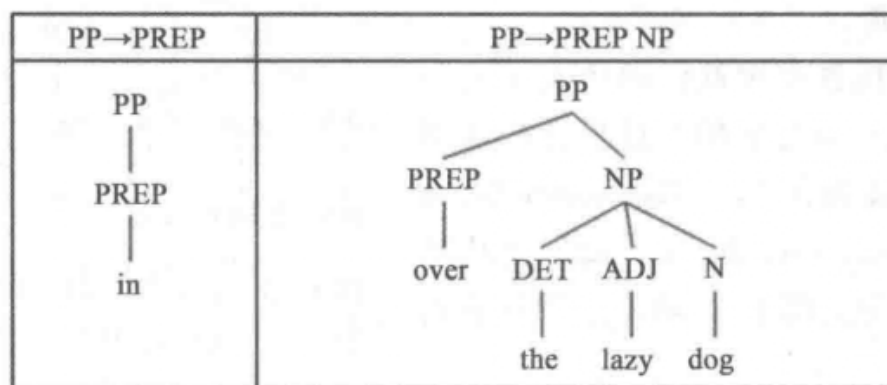 PP→PREP PP→PREP NP
PP PP
PREP PREP NP
in over DET ADJ N
the lazy dog